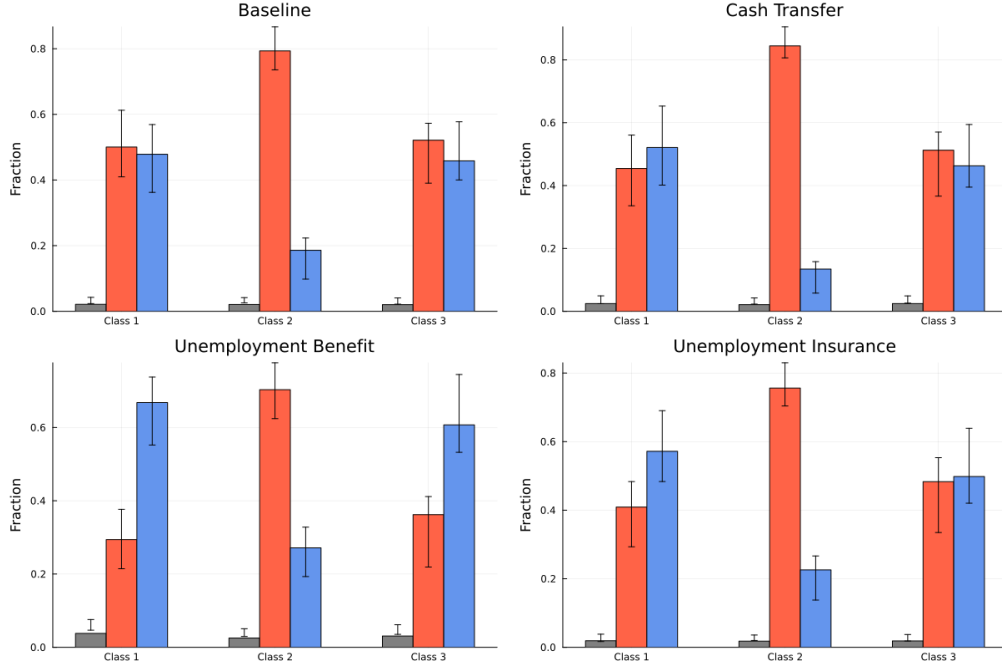 Baseline
Fraction
0.8
0.6
0.4
0.2
0.0
Class 1
Class 2
Class 3
Cash Transfer
Fraction
0.8
0.6
0.4
0.2
0.0
Class 1
Class 2
Class 3
Unemployment Benefit
Fraction
0.6
0.4
0.2
0.0
Class 1
Class 2
Class 3
Unemployment Insurance
Fraction
0.8
0.6
0.4
0.2
0.0
Class 1
Class 2
Class 3